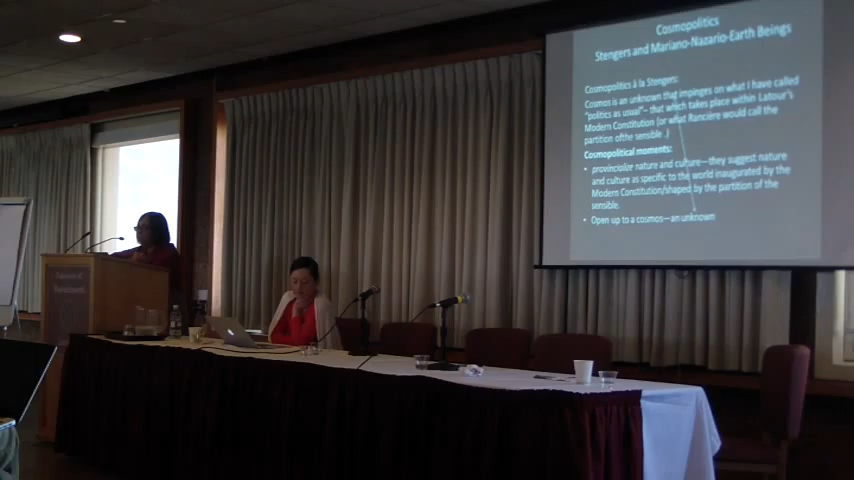 Cosmopolitics
Stengers and Mariano-Nazario-Earth Beings
Cosmopolitics à la Stengers:
Cosmos is an unknown that impinges on what I have called
"politics as usual"– that which takes place within Latour's
Modern Constitution (or what Rancière would call the
partition ofthe sensible .)
Cosmopolitical moments:
• provincialize nature and culture—they suggest nature
and culture as specific to the world inaugurated by the
Modern Constitution/shaped by the partition of the
sensible.
• Open up to a cosmos—an unknown
University of